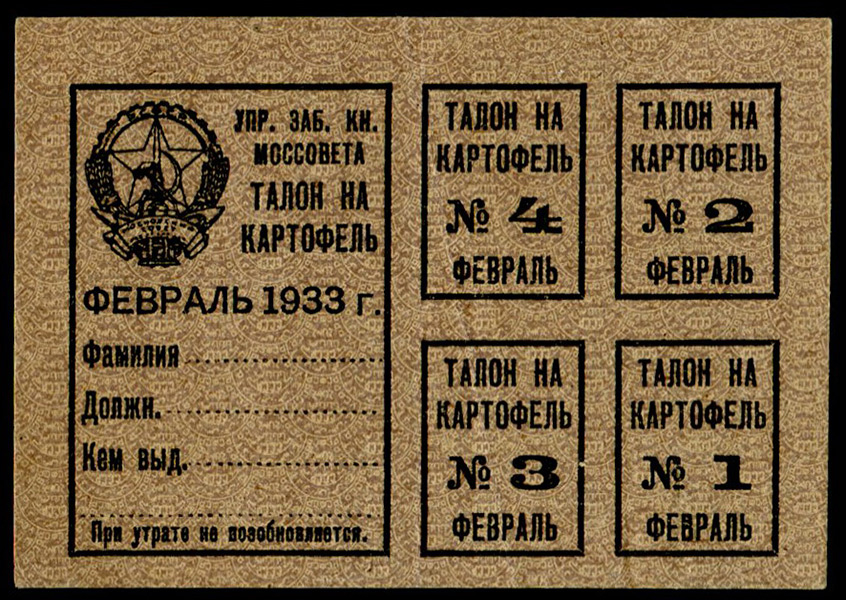 УПР. ЗАБ. КН.
МОССОВЕТА
ТАЛОН НА
КАРТОФЕЛЬ
ФЕВРАЛЬ 1933 г.
Фамилия
Должн.
Кем выд.
При утрате не возобновляется.
ТАЛОН НА
КАРТОФЕЛЬ
№ 4
ФЕВРАЛЬ
ТАЛОН НА
КАРТОФЕЛЬ
№ 2
ФЕВРАЛЬ
ТАЛОН НА
КАРТОФЕЛЬ
№ 3
ФЕВРАЛЬ
ТАЛОН НА
КАРТОФЕЛЬ
№ 1
ФЕВРАЛЬ